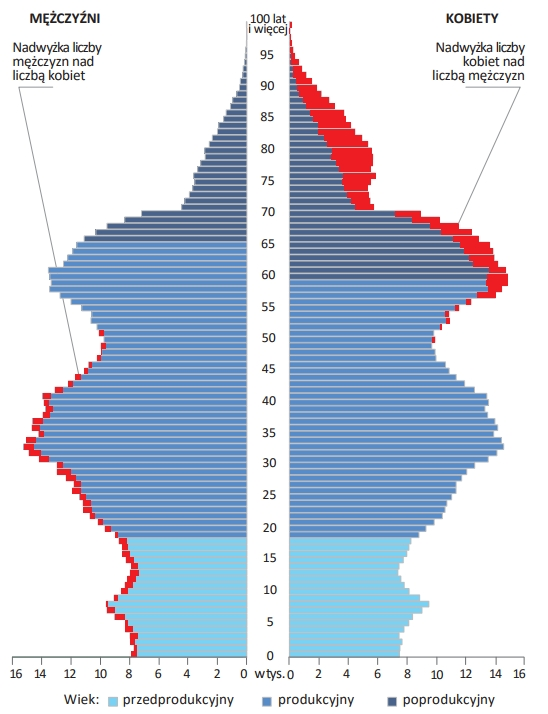 MĘŻCZYŹNI
100 lat
i więcej
KOBIETY
Nadwyżka liczby
mężczyzn nad
liczbą kobiet
Nadwyżka liczby
kobiet nad
liczbą mężczyzn
95
90
85
80
75
70
65
60
55
50
45
40
35
30
25
20
15
10
5
0
16 14 12 10 8 6 4 2 0 w tys. 0 2 4 6 8 10 12 14 16
Wiek: przedprodukcyjny produkcyjny poprodukcyjny